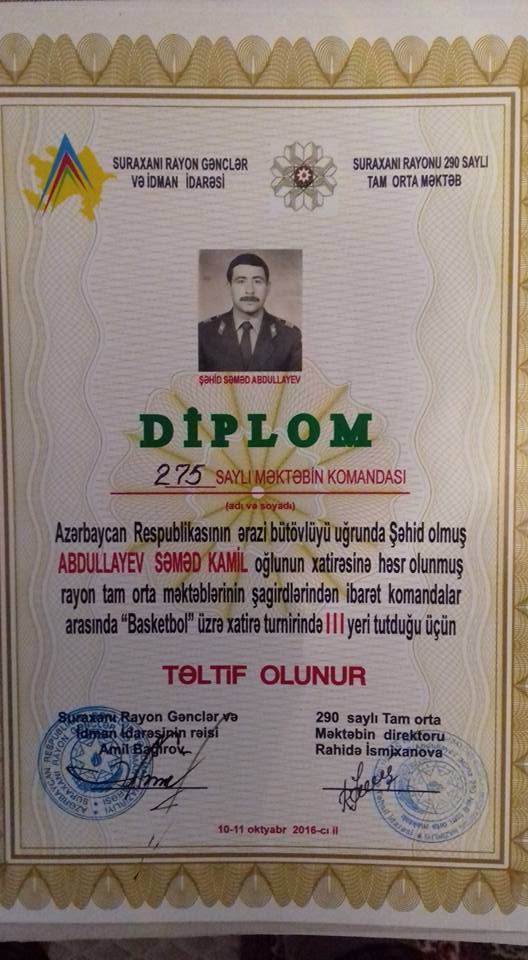 SURAXANI RAYON GƏNCLƏR
VƏ İDMAN İDARƏSİ
SURAXANI RAYONU 290 SAYLI
TAM ORTA MƏKTƏB
ŞƏHİD SƏMƏD ABDULLAYEV
DİPLOM
275 SAYLI MƏKTƏBİN KOMANDASI
(adı və soyadı)
Azərbaycan Respublikasının ərazi bütövlüyü uğrunda Şəhid olmuş
ABDULLAYEV SƏMƏD KAMİL oğlunun xatirəsinə həsr olunmuş
rayon tam orta məktəblərinin şagirdlərindən ibarət komandalar
arasında “Basketbol” üzrə xatirə turnirində III yeri tutduğu üçün
TƏLTİF OLUNUR
Suraxanı Rayon Gənclər və
İdman İdarəsinin rəisi
Amil Bağırov
290 saylı Tam orta
Məktəbin direktoru
Rahidə İsmixanova
10-11 oktyabr 2016-cı il